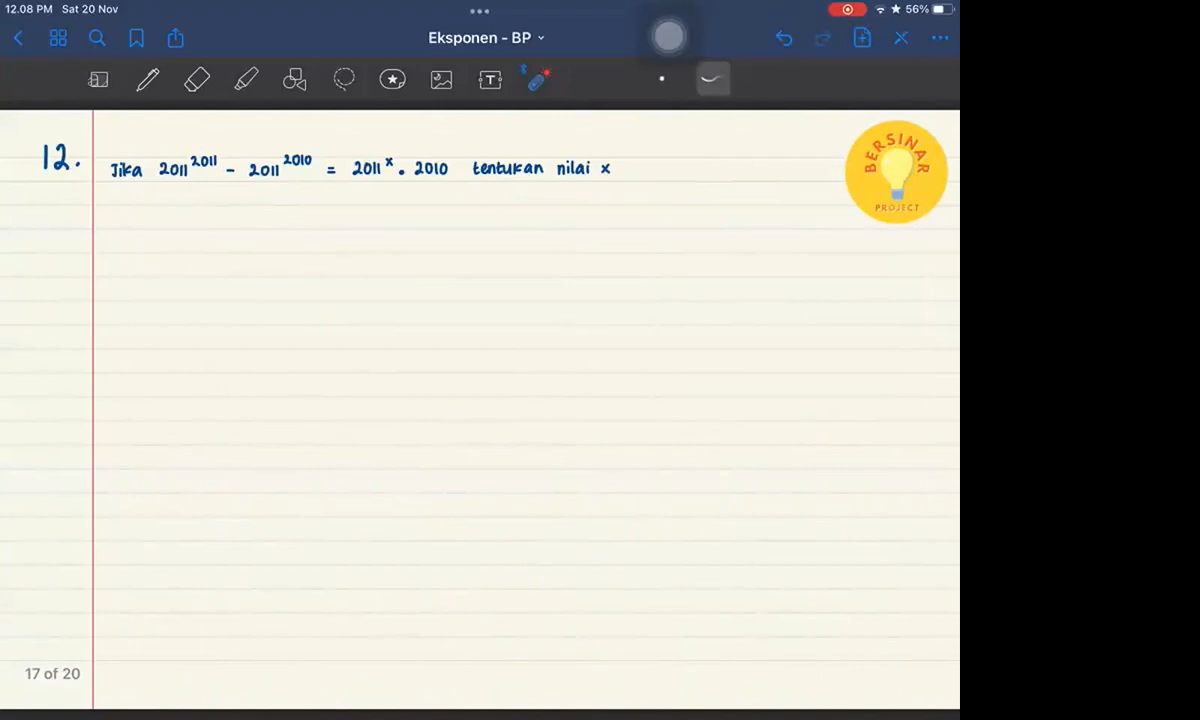 12.08 PM Sat 20 Nov
56%
Eksponen - BP
T
12. Jika 2011^2011 - 2011^2010 = 2011^x . 2010 tentukan nilai x
BERSINAR
PROJECT
17 of 20